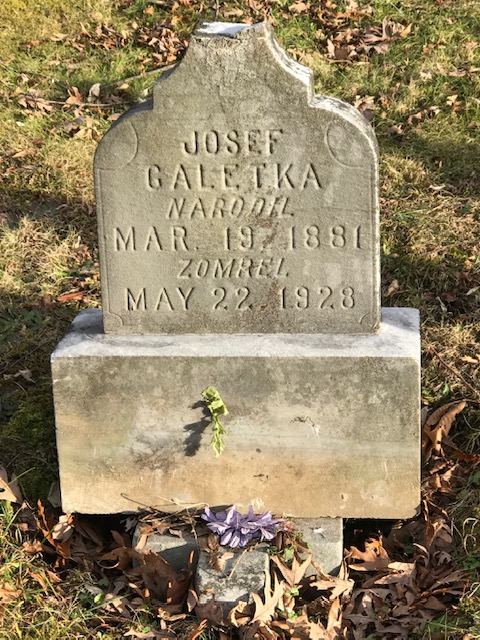 JOSEF
GALETKA
NARODIL
MAR. 19. 1881
ZOMREL
MAY 22. 1928